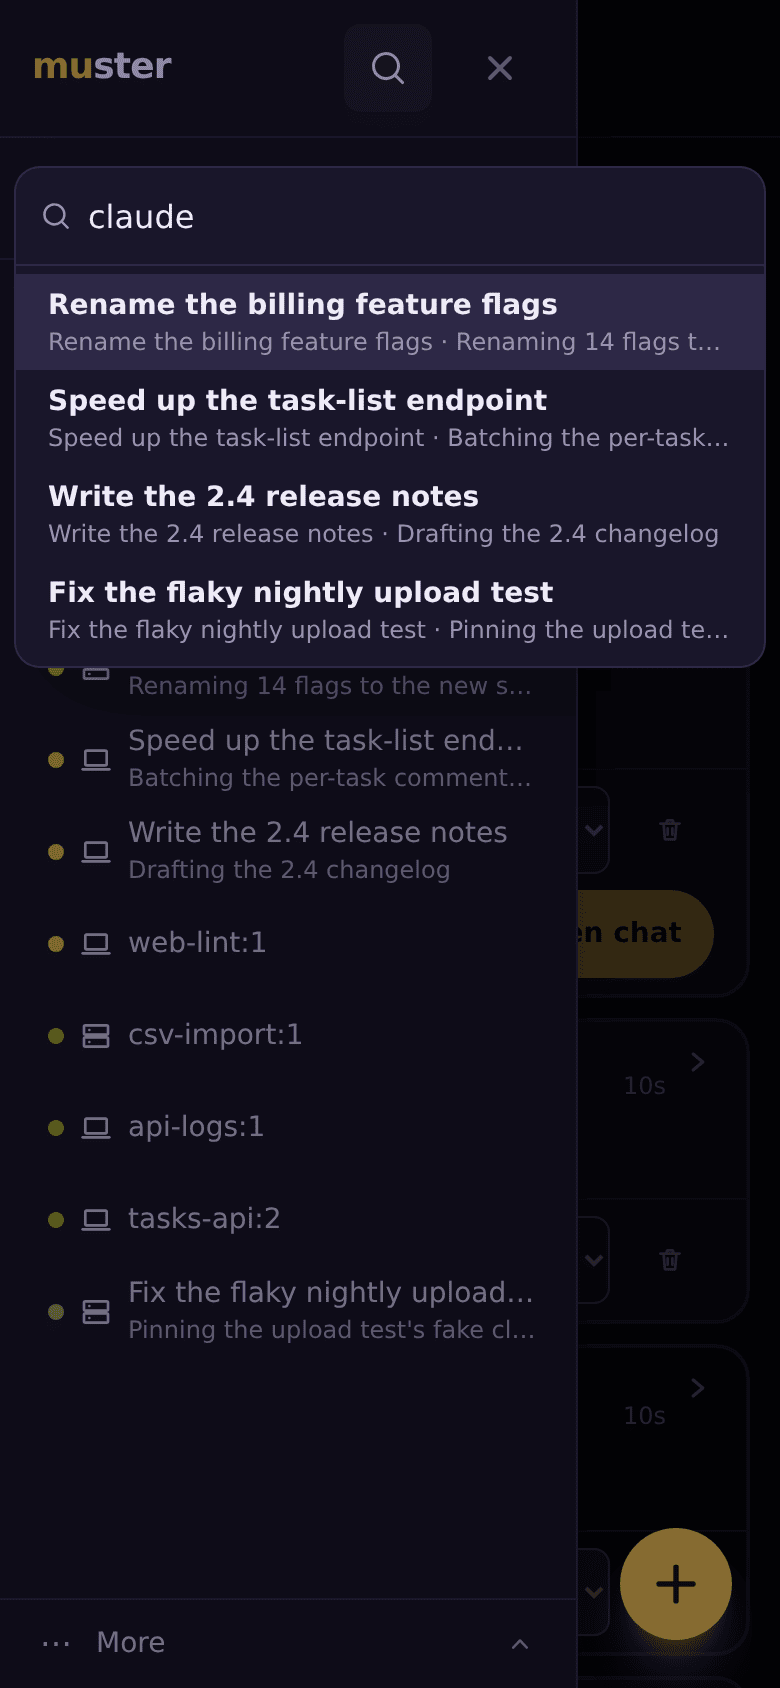 muster
claude
Rename the billing feature flags
Rename the billing feature flags · Renaming 14 flags t…
Speed up the task-list endpoint
Speed up the task-list endpoint · Batching the per-task…
Write the 2.4 release notes
Write the 2.4 release notes · Drafting the 2.4 changelog
Fix the flaky nightly upload test
Fix the flaky nightly upload test · Pinning the upload te…
Renaming 14 flags to the new s…
Speed up the task-list end…
Batching the per-task comment…
Write the 2.4 release notes
Drafting the 2.4 changelog
en chat
web-lint:1
csv-import:1
10s
api-logs:1
tasks-api:2
Fix the flaky nightly upload…
Pinning the upload test's fake cl…
10s
··· More